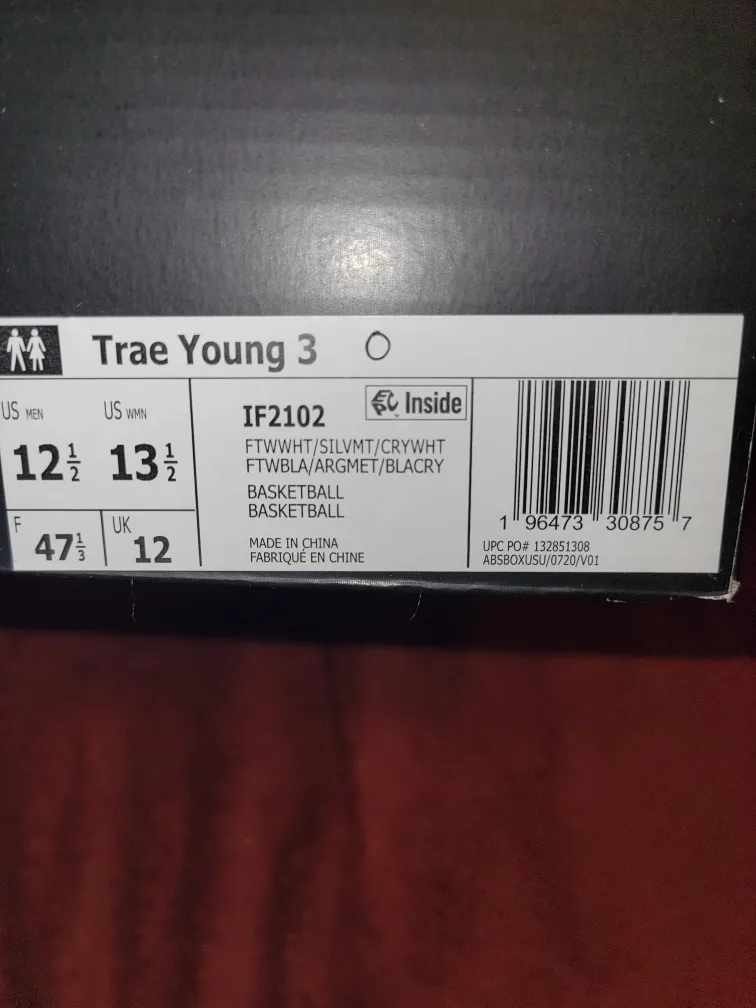 Trae Young 3
US MEN
12 1/2
US WMN
13 1/2
F
47 1/3
UK
12
IF2102
EPC Inside
FTWWHT/SILVMT/CRYWHT
FTWBLA/ARGMET/BLACRY
BASKETBALL
BASKETBALL
MADE IN CHINA
FABRIQUÉ EN CHINE
1 96473 30875 7
UPC PO# 132851308
ABSBOXUSU/0720/V01